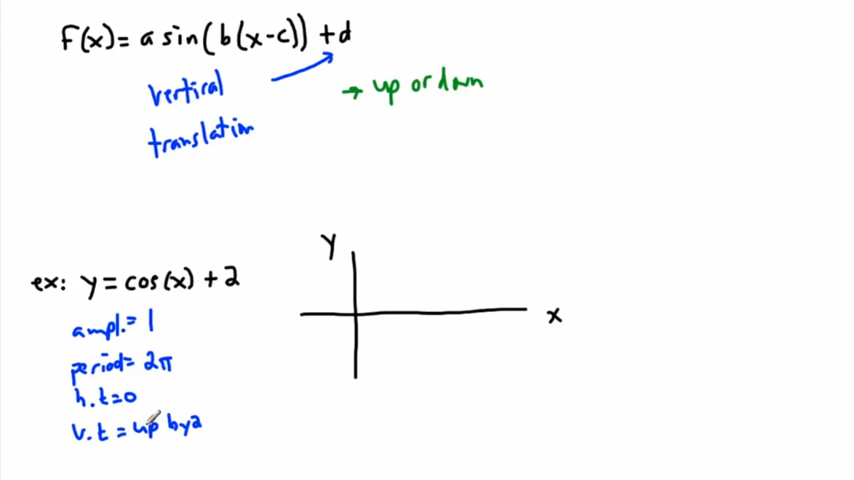 F(x)= a sin(b(x-c)) +d
vertical
translation
→ up or down
y
ex: y = cos(x) + 2
x
ampl.= 1
period= 2π
h.t=0
v.t = up by 2